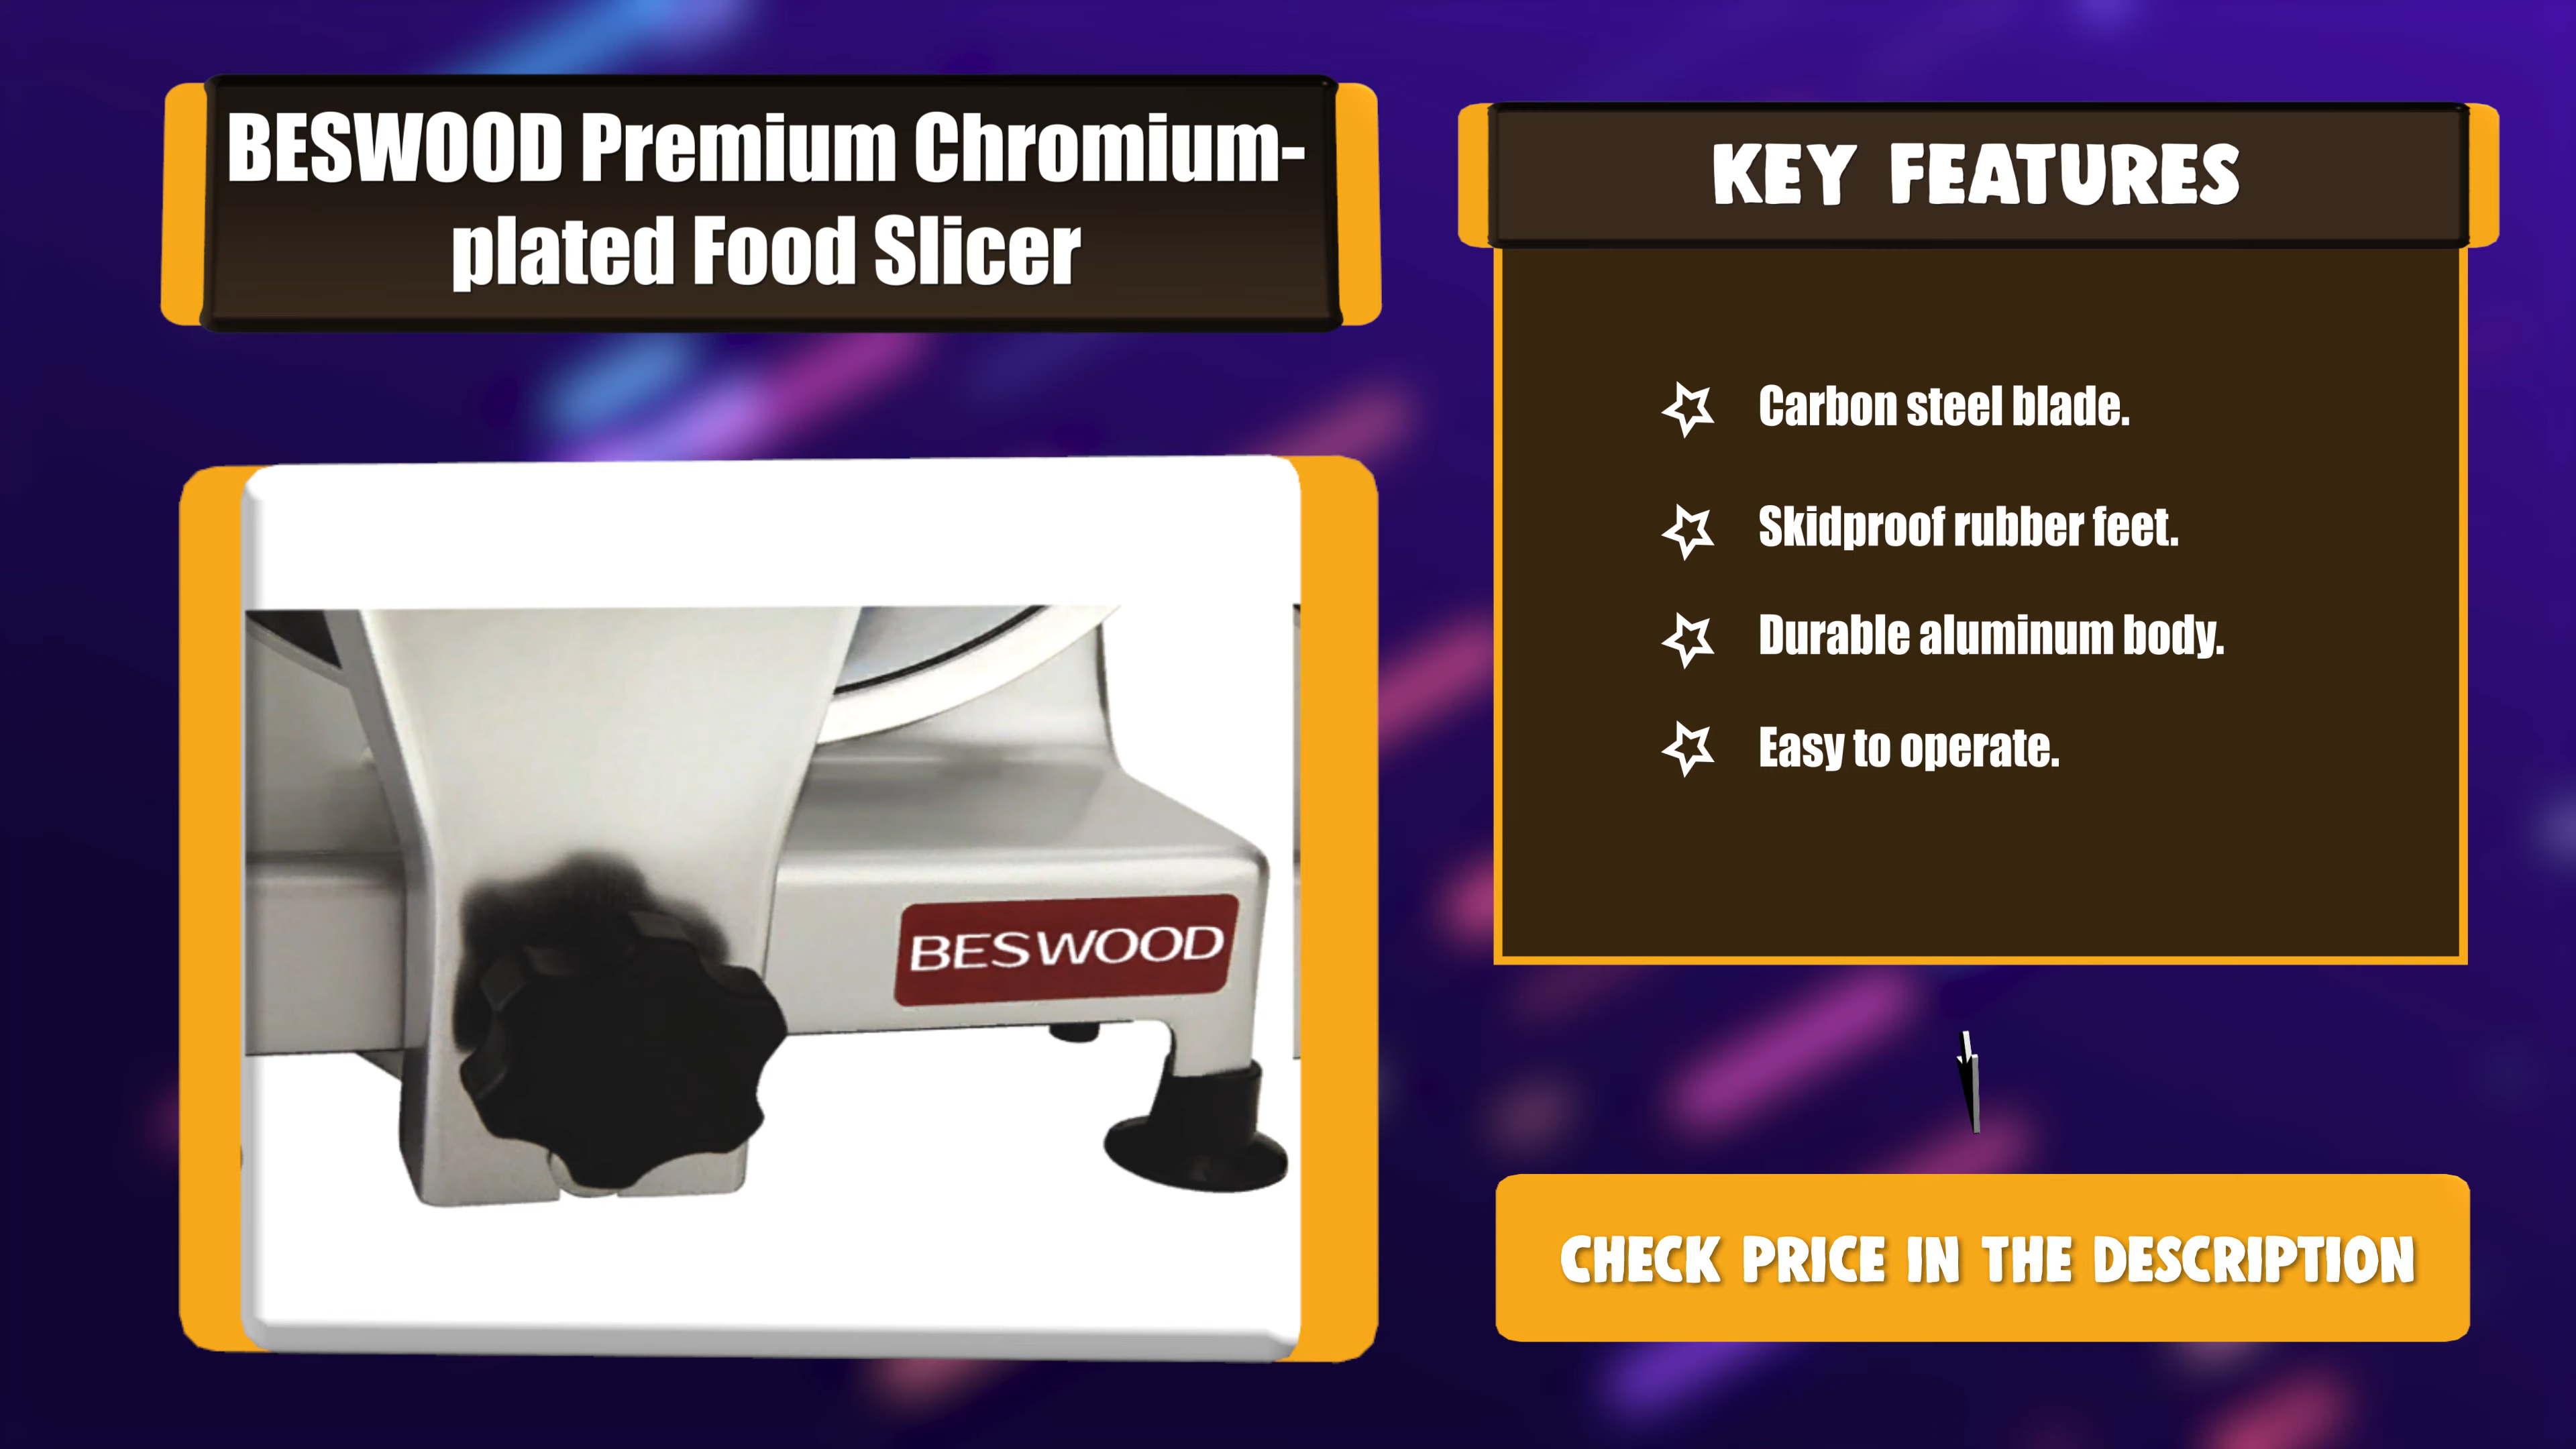 BESWOOD Premium Chromium-
plated Food Slicer
BESWOOD
KEY FEATURES
Carbon steel blade.
Skidproof rubber feet.
Durable aluminum body.
Easy to operate.
CHECK PRICE IN THE DESCRIPTION